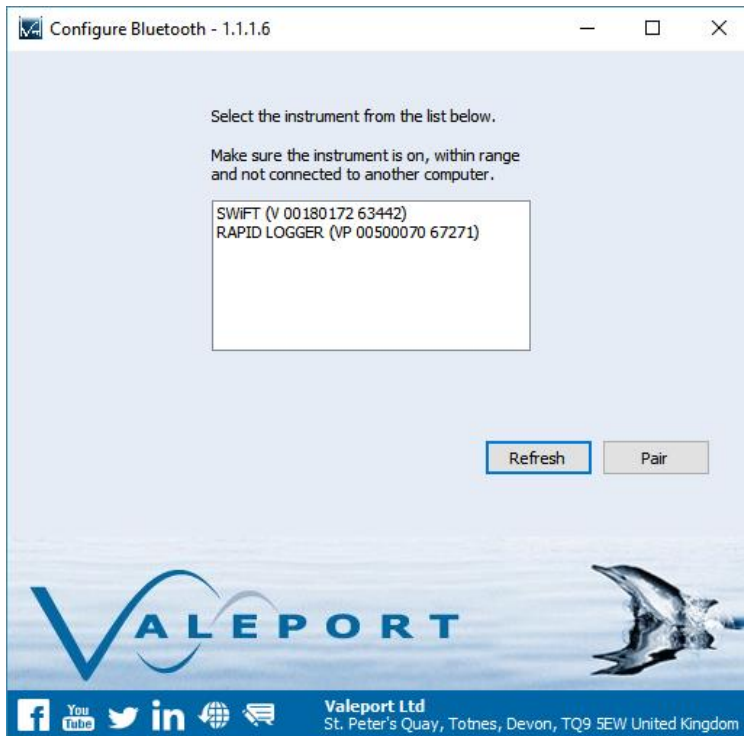 Configure Bluetooth - 1.1.1.6
Select the instrument from the list below.
Make sure the instrument is on, within range
and not connected to another computer.
SWiFT (V 00180172 63442)
RAPID LOGGER (VP 00500070 67271)
Refresh Pair
VALEPORT
f You Tube in
Valeport Ltd
St. Peter's Quay, Totnes, Devon, TQ9 5EW United Kingdom